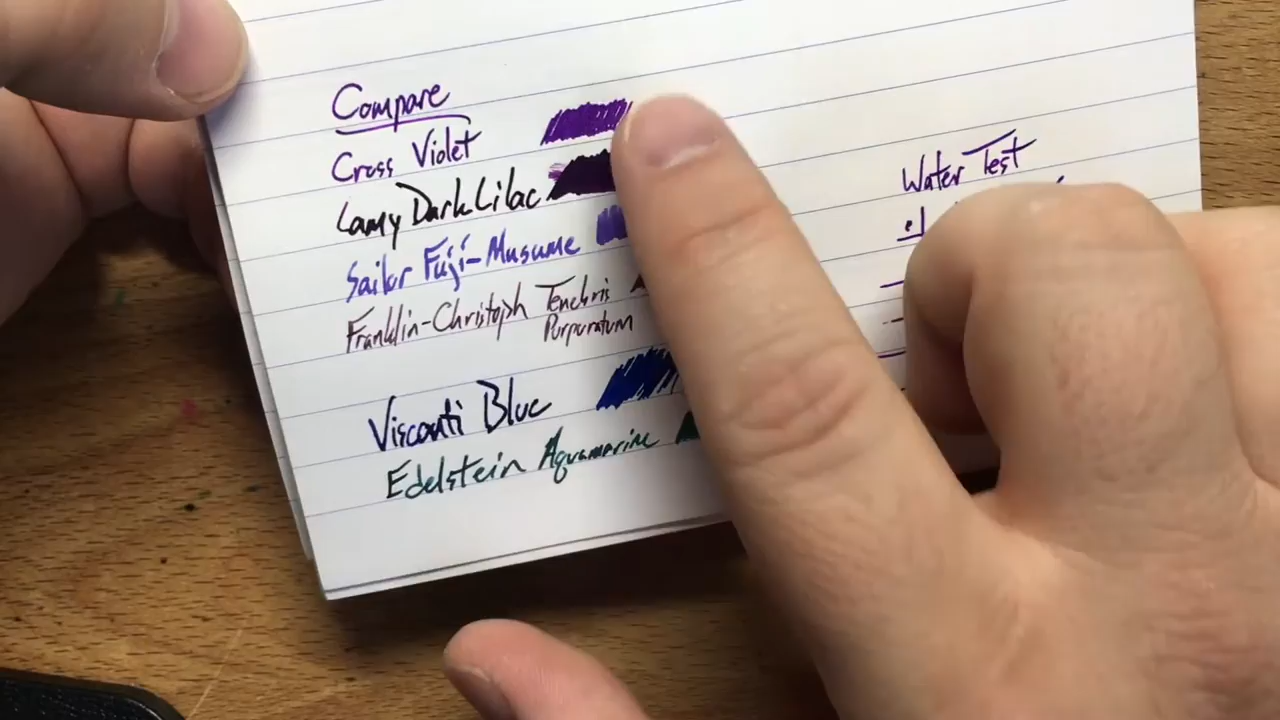 Compare
Cross Violet
Lamy Dark Lilac
Sailor Fuji-Musume
Franklin-Christoph Tenebris
Purpuratum
Visconti Blue
Edelstein Aquamarine
Water Test